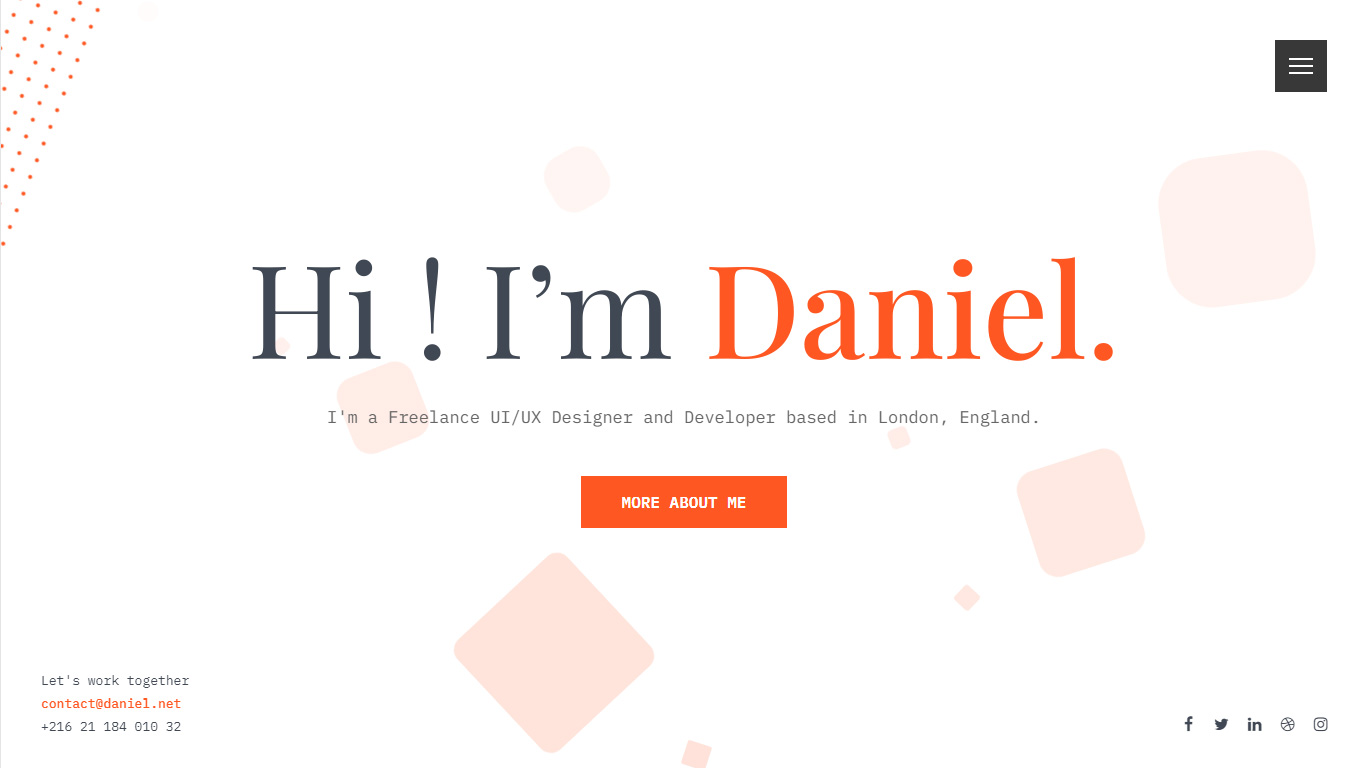 Hi ! I’m Daniel.
I'm a Freelance UI/UX Designer and Developer based in London, England.
MORE ABOUT ME
Let's work together
contact@daniel.net
+216 21 184 010 32